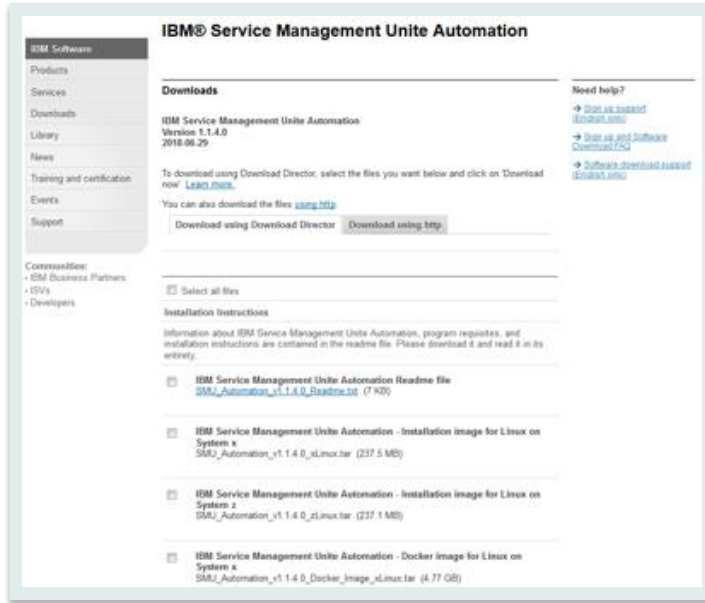 IBM® Service Management Unite Automation
IBM Software
Products
Services
Downloads
Library
News
Training and certification
Events
Support
Communities:
IBM Business Partners
ISVs
Developers
Downloads
IBM Service Management Unite Automation
Version 1.1.4.0
2018.06.29
To download using Download Director, select the files you want below and click on 'Download
now'. Learn more.
You can also download the files using http
Download using Download Director
Download using http
Select all files
Installation Instructions
Information about IBM Service Management Unite Automation, program requisites, and
installation instructions are contained in the readme file. Please download it and read it in its
entirety.
IBM Service Management Unite Automation Readme file
SMU_Automation_v1.1.4.0_Readme.txt (7 KB)
IBM Service Management Unite Automation - Installation image for Linux on
System x
SMU_Automation_v1.1.4.0_xLinux.tar (237.5 MB)
IBM Service Management Unite Automation - Installation image for Linux on
System z
SMU_Automation_v1.1.4.0_zLinux.tar (237.1 MB)
IBM Service Management Unite Automation - Docker image for Linux on
System x
SMU_Automation_v1.1.4.0_Docker_Image_xLinux.tar (4.77 GB)
Need help?
Sign up support
(English only)
Sign up and Software
Download FAQ
Software download support
(English only)